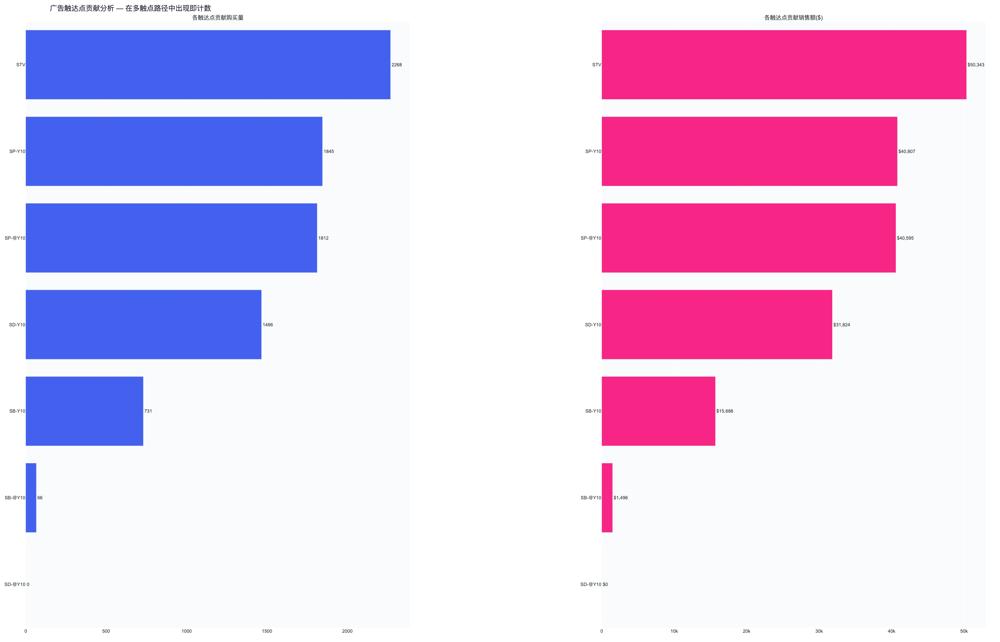 广告触达点贡献分析 — 在多触点路径中出现即计数
各触达点贡献购买量
STV 2268
SP-Y10 1845
SP-非Y10 1812
SD-Y10 1466
SB-Y10 731
SB-非Y10 66
SD-非Y10 0
0 500 1000 1500 2000
各触达点贡献销售额($)
STV $50,343
SP-Y10 $40,807
SP-非Y10 $40,595
SD-Y10 $31,824
SB-Y10 $15,688
SB-非Y10 $1,496
SD-非Y10 $0
0 10k 20k 30k 40k 50k